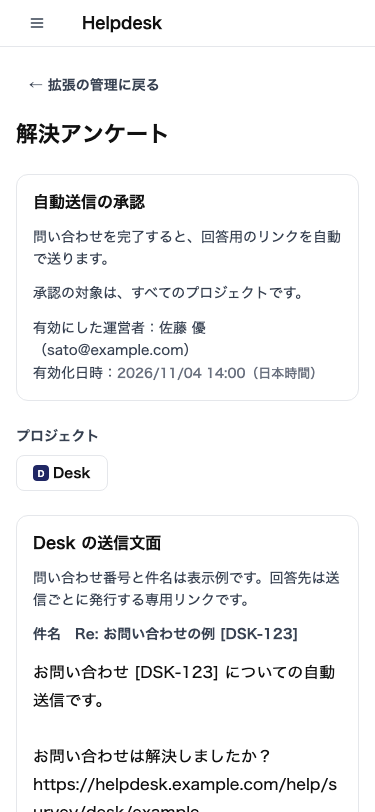 Helpdesk
← 拡張の管理に戻る
解決アンケート
自動送信の承認
問い合わせを完了すると、回答用のリンクを自動
で送ります。
承認の対象は、すべてのプロジェクトです。
有効にした運営者：佐藤 優
（sato@example.com）
有効化日時：2026/11/04 14:00（日本時間）
プロジェクト
D Desk
Desk の送信文面
問い合わせ番号と件名は表示例です。回答先は送
信ごとに発行する専用リンクです。
件名 Re: お問い合わせの例 [DSK-123]
お問い合わせ [DSK-123] についての自動
送信です。
お問い合わせは解決しましたか？
https://helpdesk.example.com/help/s
urvey/desk/example